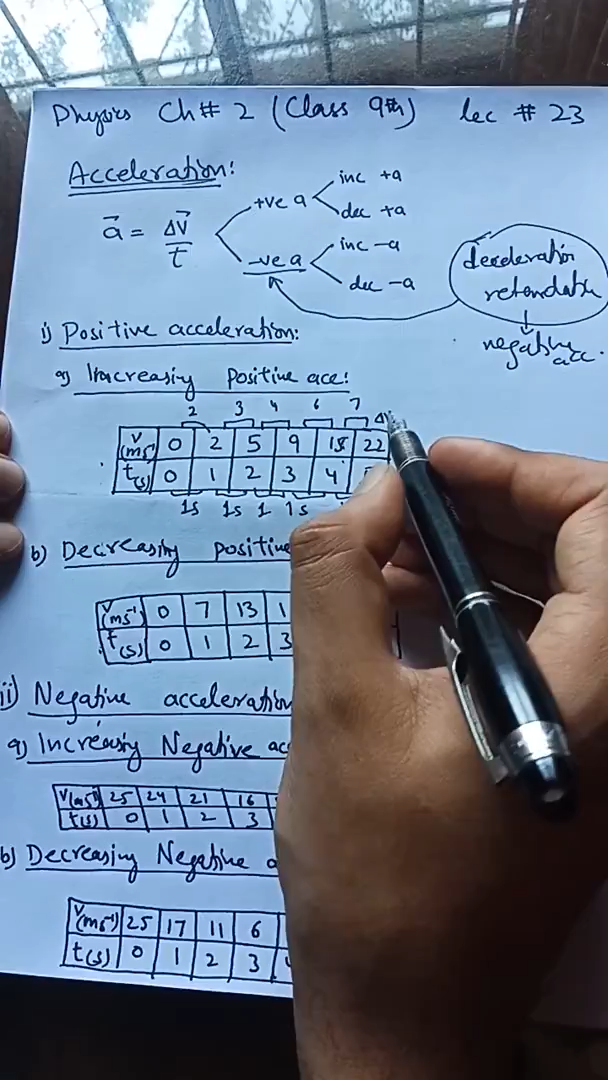 Physics Ch# 2 (Class 9th) lec # 23
Acceleration:
a = ΔV/t
+ve a
inc +a
dec +a
-ve a
inc -a
dec -a
negative acc.
i) Positive acceleration:
a) Increasing Positive acc:
2 3 4 6 7
V(ms⁻¹) 0 2 5 9 15 22
t(s) 0 1 2 3 4
1s 1s 1 1s
b) Decreasing positive
V(ms⁻¹) 0 7 13
t(s) 0 1 2 3
ii) Negative acceleration
a) Increasing Negative
V(ms⁻¹) 25 24 21 16
t(s) 0 1 2 3
b) Decreasing Negative
V(ms⁻¹) 25 17 11 6
t(s) 0 1 2 3